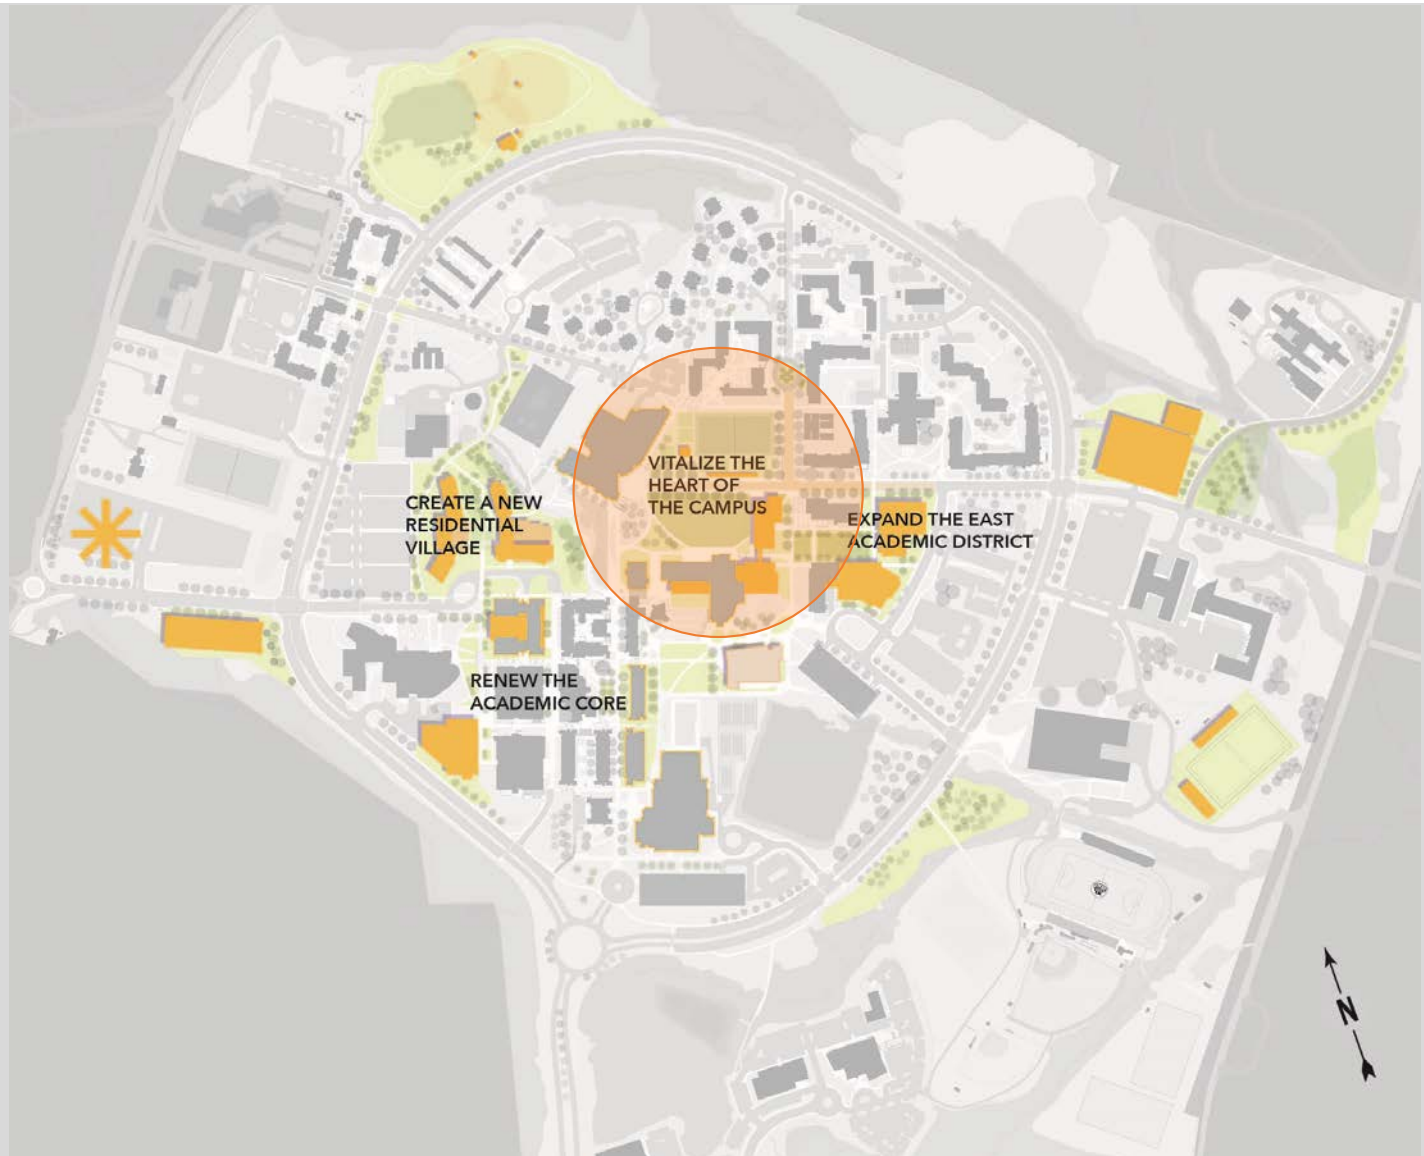 VITALIZE THE
HEART OF
THE CAMPUS
CREATE A NEW
RESIDENTIAL
VILLAGE
EXPAND THE EAST
ACADEMIC DISTRICT
RENEW THE
ACADEMIC CORE
N